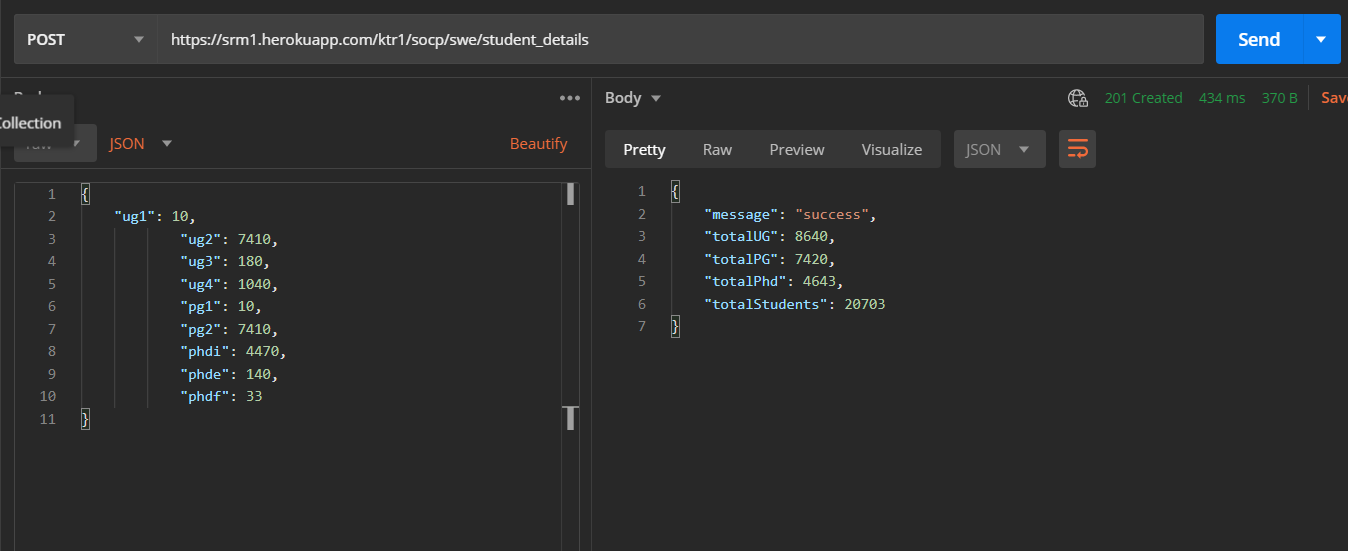 POST https://srm1.herokuapp.com/ktr1/socp/swe/student_details Send
Collection
JSON Beautify
1 {
2 "ug1": 10,
3 "ug2": 7410,
4 "ug3": 180,
5 "ug4": 1040,
6 "pg1": 10,
7 "pg2": 7410,
8 "phdi": 4470,
9 "phde": 140,
10 "phdf": 33
11 }
Body 201 Created 434 ms 370 B Save
Pretty Raw Preview Visualize JSON
1 {
2 "message": "success",
3 "totalUG": 8640,
4 "totalPG": 7420,
5 "totalPhd": 4643,
6 "totalStudents": 20703
7 }